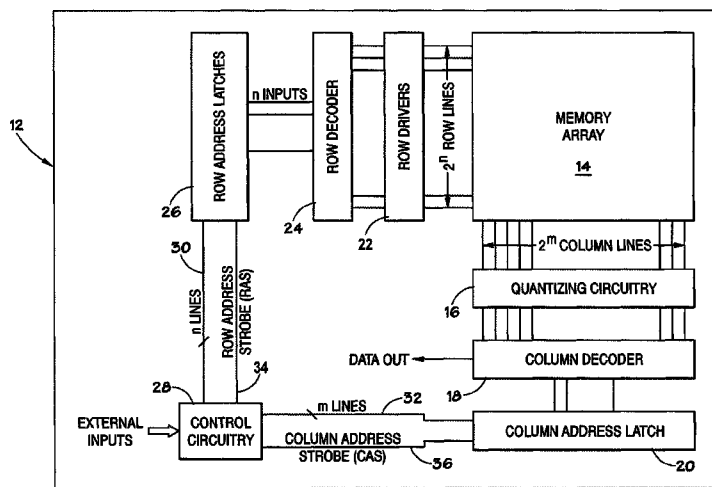 12
ROW ADDRESS LATCHES
26
n INPUTS
ROW DECODER
24
ROW DRIVERS
22
2^n ROW LINES
MEMORY
ARRAY
14
2^m COLUMN LINES
QUANTIZING CIRCUITRY
16
COLUMN DECODER
18
DATA OUT
COLUMN ADDRESS LATCH
20
30
n LINES
ROW ADDRESS
STROBE (RAS)
34
28
CONTROL
CIRCUITRY
EXTERNAL
INPUTS
m LINES
32
COLUMN ADDRESS
STROBE (CAS)
36